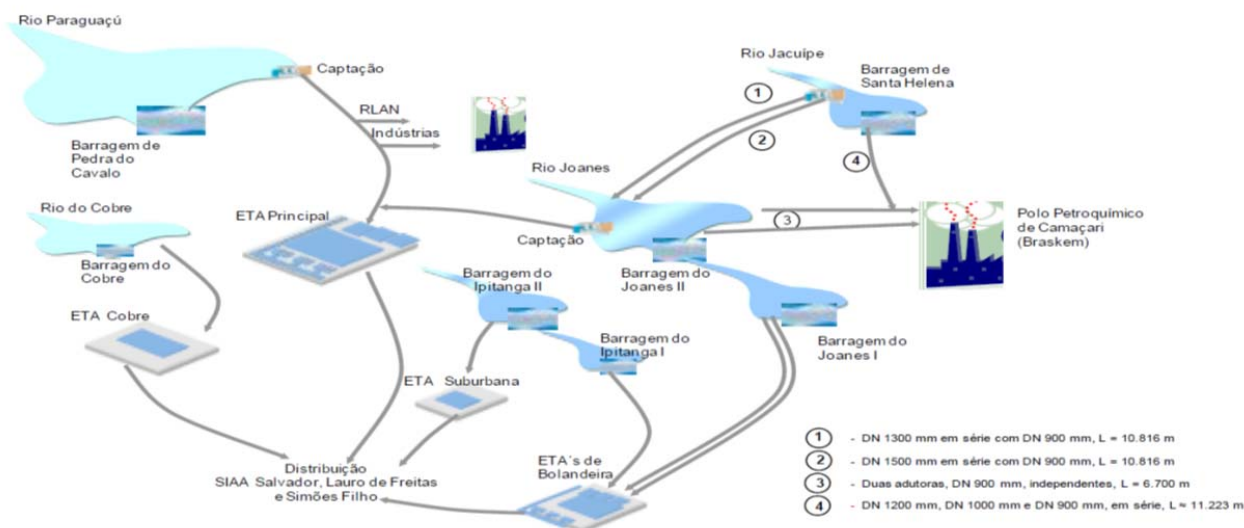 Rio Paraguaçú
Captação
RLAN
Indústrias
Barragem de
Pedra do
Cavalo
Rio Jacuípe
Barragem de
Santa Helena
1
2
4
Rio Joanes
Rio do Cobre
ETA Principal
Captação
3
Polo Petroquímico
de Camaçari
(Braskem)
Barragem do
Cobre
Barragem do
Ipitanga II
Barragem do
Joanes II
ETA Cobre
Barragem do
Ipitanga I
Barragem do
Joanes I
ETA Suburbana
Distribuição
SIAA Salvador, Lauro de Freitas
e Simões Filho
ETA´s de
Bolandeira
1 - DN 1300 mm em série com DN 900 mm, L = 10.816 m
2 - DN 1500 mm em série com DN 900 mm, L = 10.816 m
3 - Duas adutoras, DN 900 mm, independentes, L = 6.700 m
4 - DN 1200 mm, DN 1000 mm e DN 900 mm, em série, L = 11.223 m